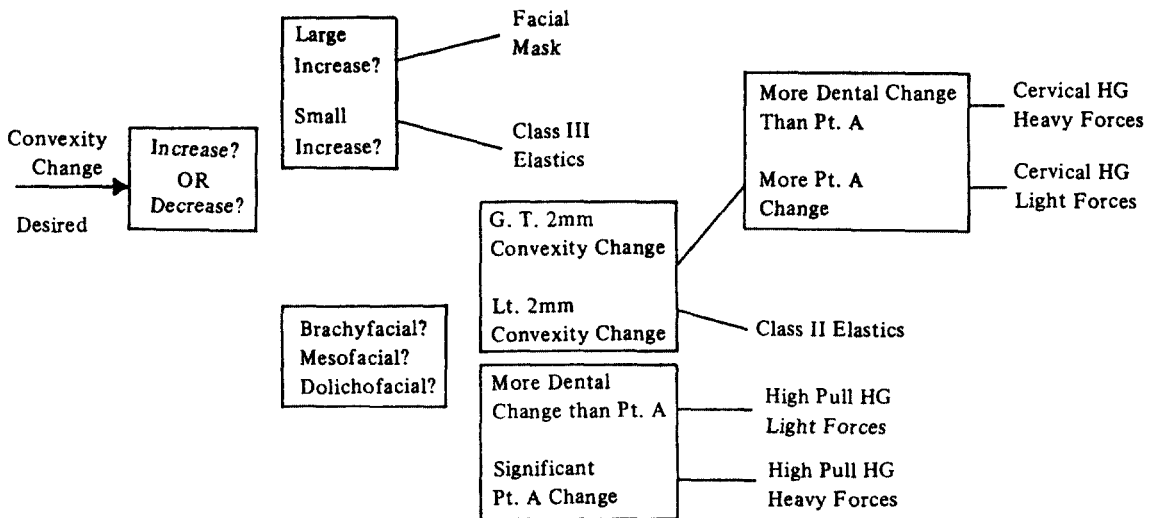 Convexity
Change
Desired
Increase?
OR
Decrease?
Large
Increase?
Small
Increase?
Facial
Mask
Class III
Elastics
Brachyfacial?
Mesofacial?
Dolichofacial?
G. T. 2mm
Convexity Change
Lt. 2mm
Convexity Change
More Dental Change
Than Pt. A
More Pt. A
Change
Cervical HG
Heavy Forces
Cervical HG
Light Forces
Class II Elastics
More Dental
Change than Pt. A
Significant
Pt. A Change
High Pull HG
Light Forces
High Pull HG
Heavy Forces